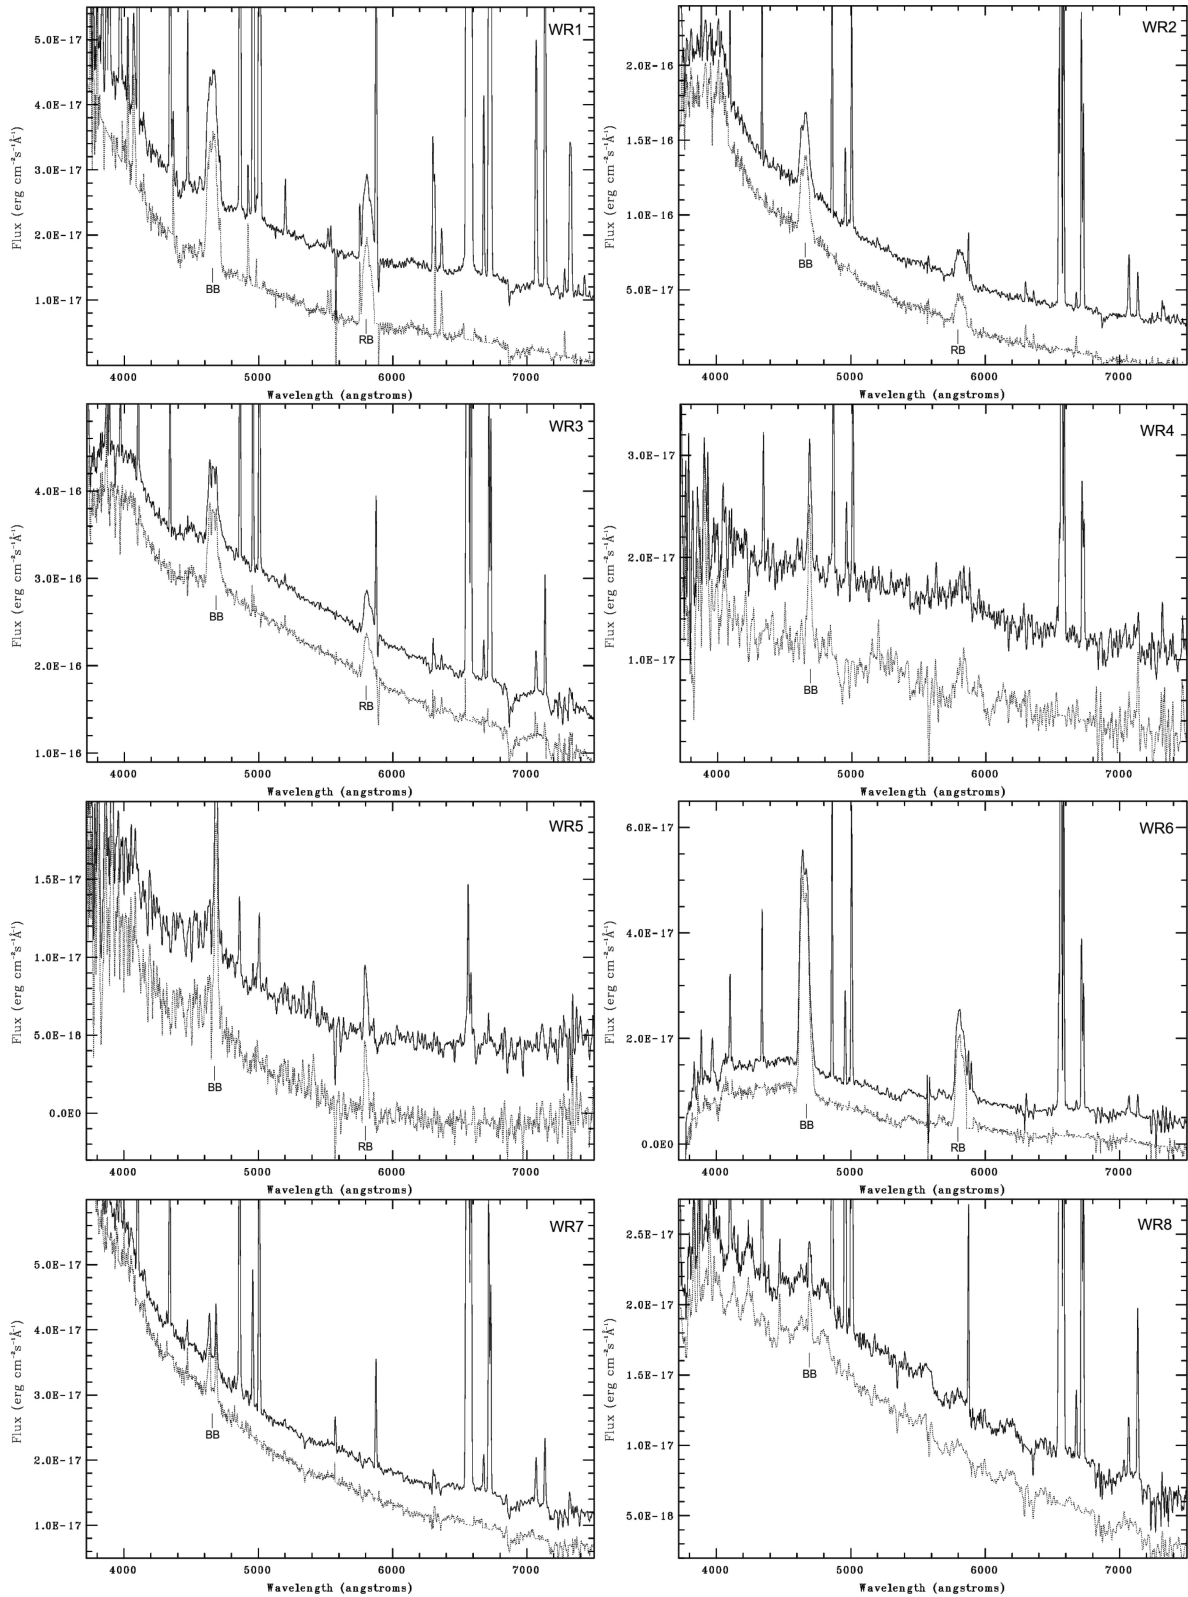 WR1
5.0E-17
4.0E-17
3.0E-17
2.0E-17
1.0E-17
Flux (erg cm⁻²s⁻¹Å⁻¹)
BB
RB
4000 5000 6000 7000
Wavelength (angstroms)
WR2
2.0E-16
1.5E-16
1.0E-16
5.0E-17
Flux (erg cm⁻²s⁻¹Å⁻¹)
BB
RB
4000 5000 6000 7000
Wavelength (angstroms)
WR3
4.0E-16
3.0E-16
2.0E-16
1.0E-16
Flux (erg cm⁻²s⁻¹Å⁻¹)
BB
RB
4000 5000 6000 7000
Wavelength (angstroms)
WR4
3.0E-17
2.0E-17
1.0E-17
Flux (erg cm⁻²s⁻¹Å⁻¹)
BB
4000 5000 6000 7000
Wavelength (angstroms)
WR5
1.5E-17
1.0E-17
5.0E-18
0.0E0
Flux (erg cm⁻²s⁻¹Å⁻¹)
BB
RB
4000 5000 6000 7000
Wavelength (angstroms)
WR6
6.0E-17
4.0E-17
2.0E-17
0.0E0
Flux (erg cm⁻²s⁻¹Å⁻¹)
BB
RB
4000 5000 6000 7000
Wavelength (angstroms)
WR7
5.0E-17
4.0E-17
3.0E-17
2.0E-17
1.0E-17
Flux (erg cm⁻²s⁻¹Å⁻¹)
BB
4000 5000 6000 7000
Wavelength (angstroms)
WR8
2.5E-17
2.0E-17
1.5E-17
1.0E-17
5.0E-18
Flux (erg cm⁻²s⁻¹Å⁻¹)
BB
4000 5000 6000 7000
Wavelength (angstroms)